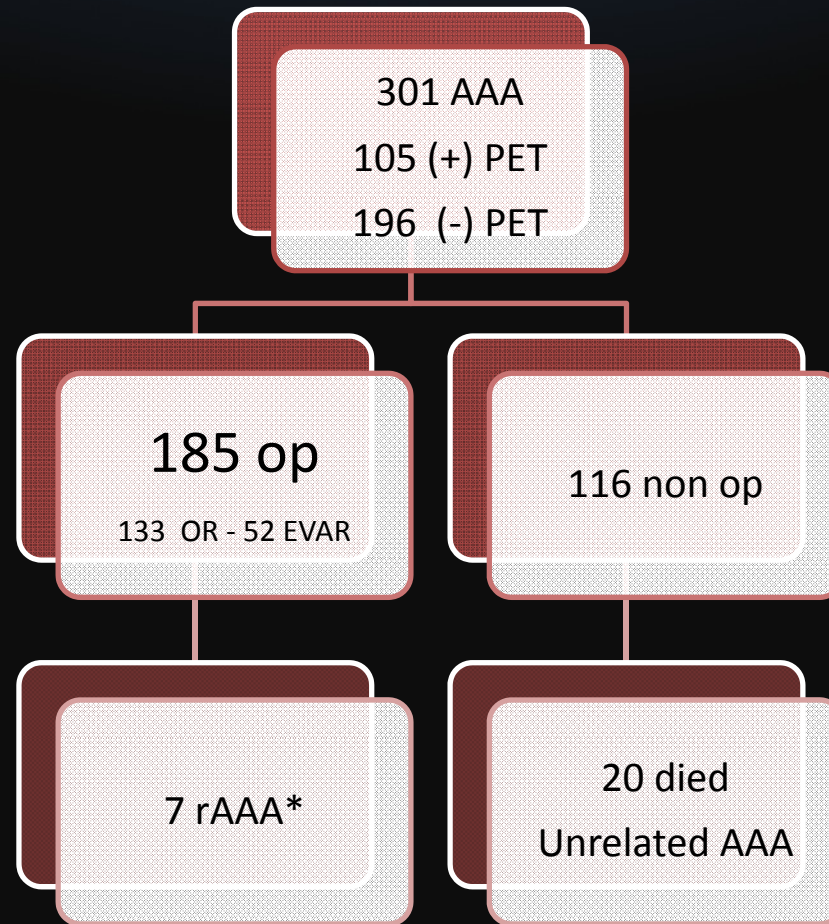 301 AAA
105 (+) PET
196 (-) PET
185 op
133 OR - 52 EVAR
116 non op
7 rAAA*
20 died
Unrelated AAA